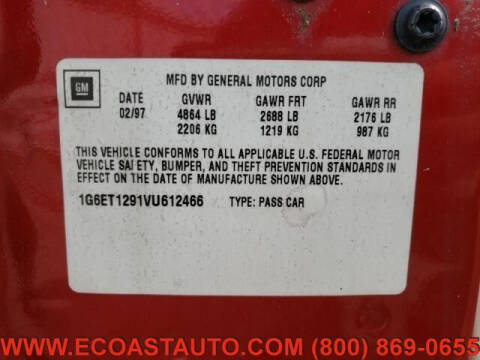 GM
MFD BY GENERAL MOTORS CORP
DATE GVWR GAWR FRT GAWR RR
02/97 4864 LB 2688 LB 2176 LB
2206 KG 1219 KG 987 KG
THIS VEHICLE CONFORMS TO ALL APPLICABLE U.S. FEDERAL MOTOR
VEHICLE SAFETY, BUMPER, AND THEFT PREVENTION STANDARDS IN
EFFECT ON THE DATE OF MANUFACTURE SHOWN ABOVE.
1G6ET1291VU612466 TYPE: PASS CAR
WWW.ECOASTAUTO.COM (800) 869-0655